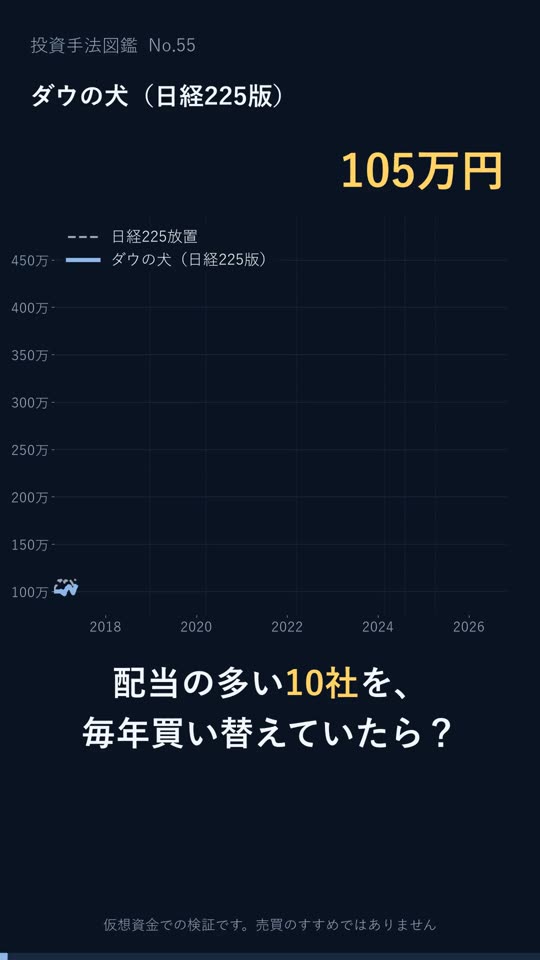 投資手法図鑑 No.55
ダウの犬（日経225版）
105万円
日経225放置
ダウの犬（日経225版）
450万
400万
350万
300万
250万
200万
150万
100万
2018 2020 2022 2024 2026
配当の多い10社を、
毎年買い替えていたら？
仮想資金での検証です。売買のすすめではありません